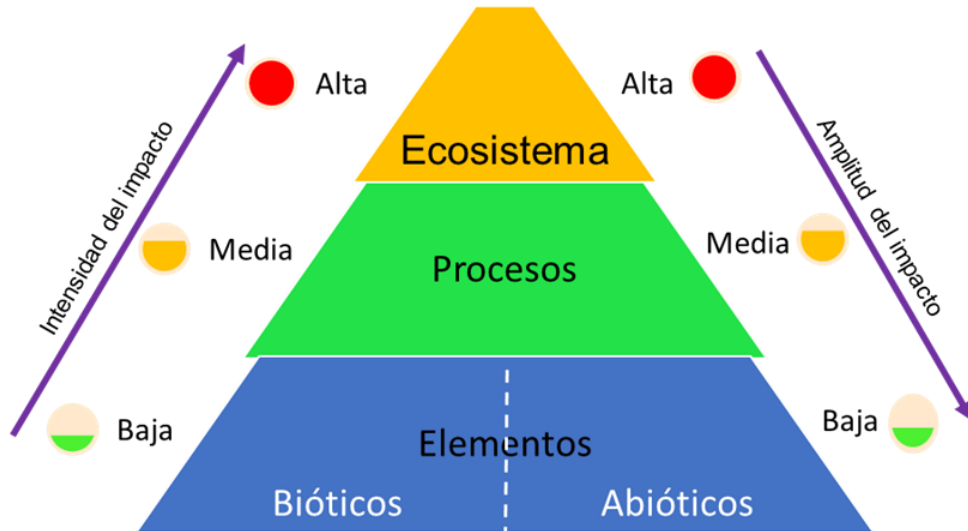 Alta
Alta
Ecosistema
Intensidad del impacto
Amplitud del impacto
Media
Procesos
Media
Baja
Elementos
Baja
Bióticos
Abióticos